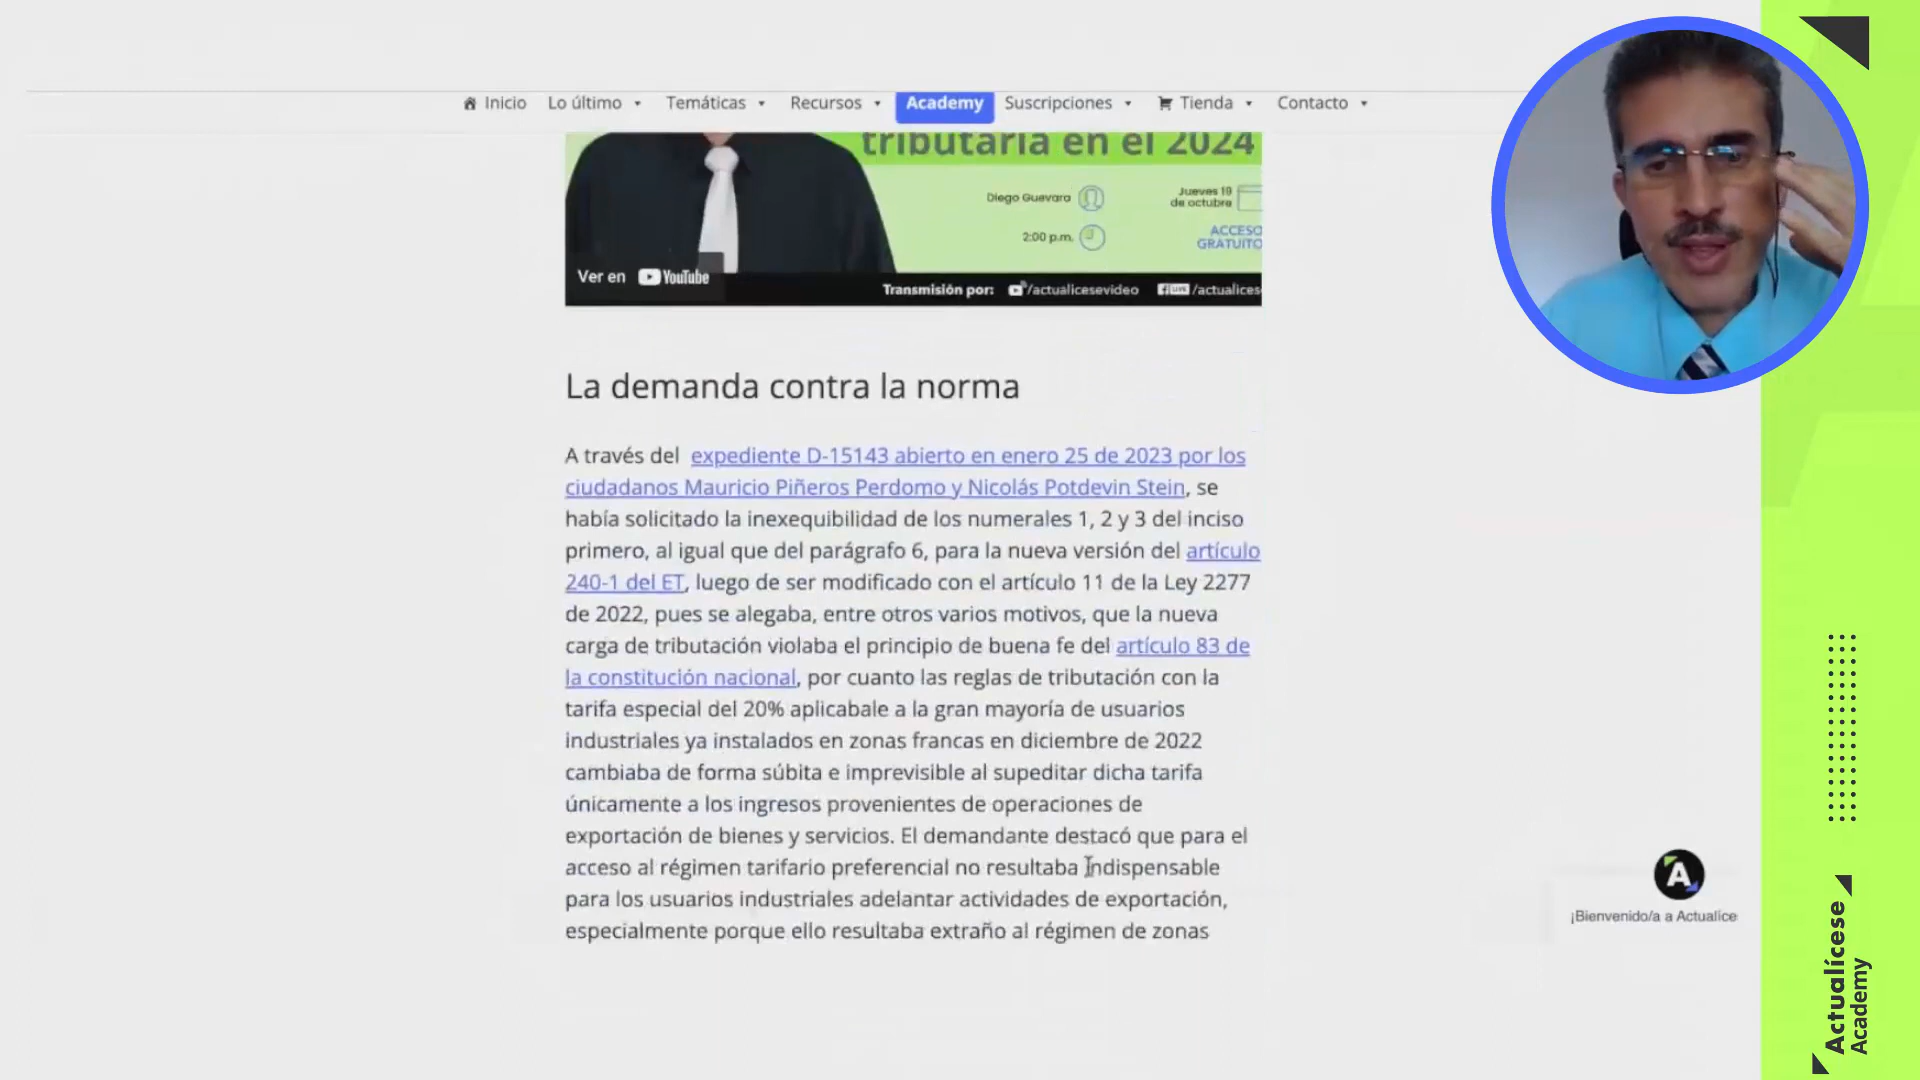 Inicio Lo último Temáticas Recursos Academy Suscripciones Tienda Contacto
tributaria en el 2024
Diego Guevara
Jueves 19
de octubre
2:00 p.m.
ACCESO
GRATUITO
Ver en YouTube
Transmisión por: /actualicesevideo LIVE /actualices
La demanda contra la norma
A través del expediente D-15143 abierto en enero 25 de 2023 por los
ciudadanos Mauricio Piñeros Perdomo y Nicolás Potdevin Stein, se
había solicitado la inexequibilidad de los numerales 1, 2 y 3 del inciso
primero, al igual que del parágrafo 6, para la nueva versión del artículo
240-1 del ET, luego de ser modificado con el artículo 11 de la Ley 2277
de 2022, pues se alegaba, entre otros varios motivos, que la nueva
carga de tributación violaba el principio de buena fe del artículo 83 de
la constitución nacional, por cuanto las reglas de tributación con la
tarifa especial del 20% aplicabale a la gran mayoría de usuarios
industriales ya instalados en zonas francas en diciembre de 2022
cambiaba de forma súbita e imprevisible al supeditar dicha tarifa
únicamente a los ingresos provenientes de operaciones de
exportación de bienes y servicios. El demandante destacó que para el
acceso al régimen tarifario preferencial no resultaba indispensable
para los usuarios industriales adelantar actividades de exportación,
especialmente porque ello resultaba extraño al régimen de zonas
A
¡Bienvenido/a a Actualice
Actualícese
Academy